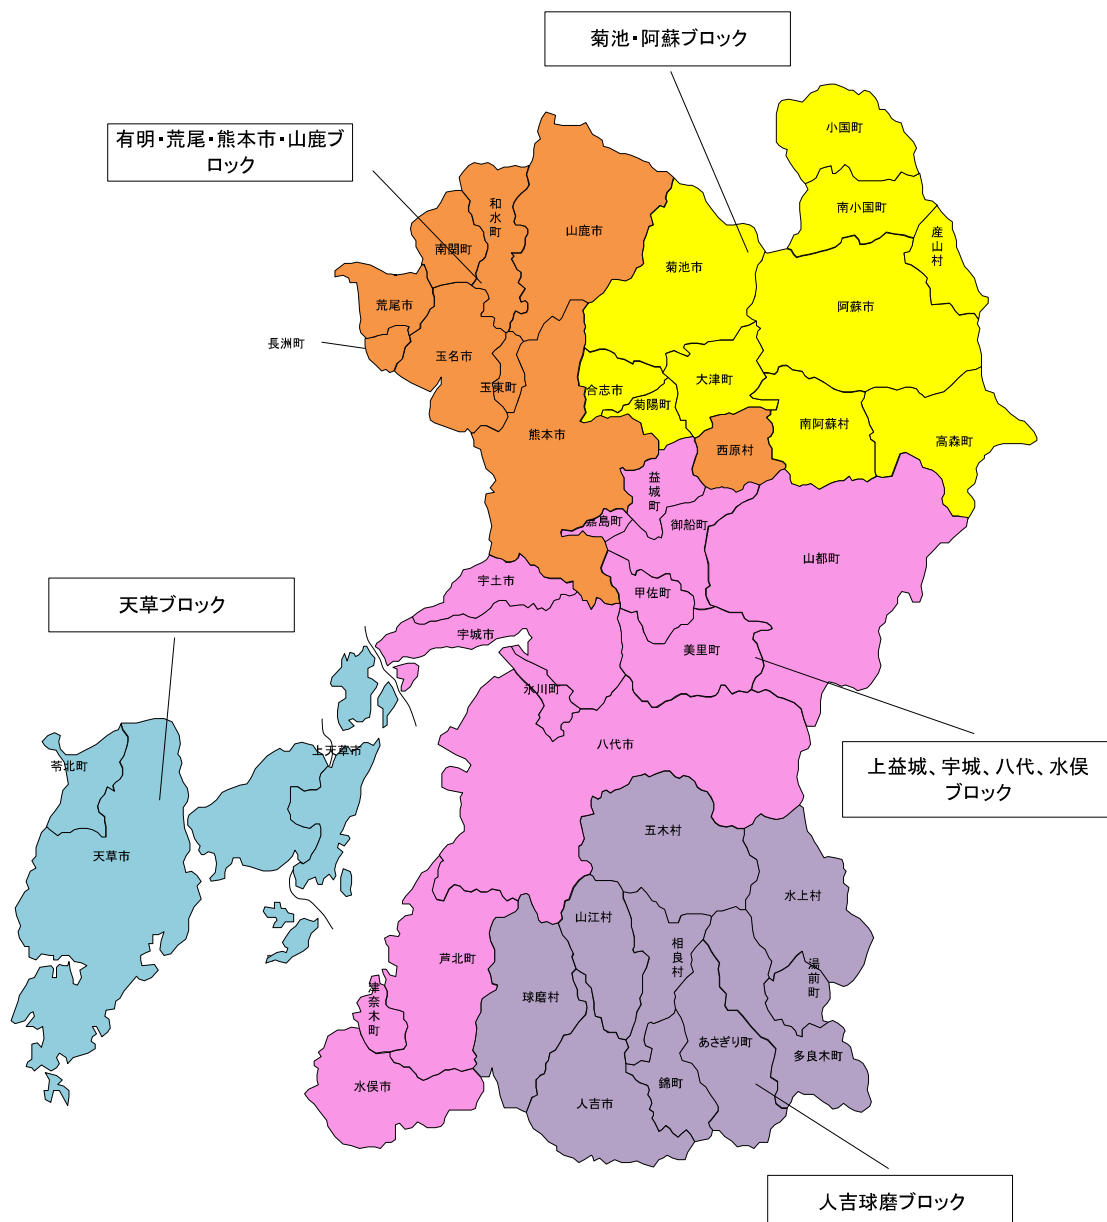 菊池・阿蘇ブロック
有明・荒尾・熊本市・山鹿ブ
ロック
小国町
南小国町
産山村
和水町
山鹿市
南関町
菊池市
阿蘇市
荒尾市
長洲町
玉名市
玉東町
合志市
菊陽町
大津町
南阿蘇村
高森町
熊本市
西原村
益城町
嘉島町
御船町
山都町
天草ブロック
宇土市
甲佐町
宇城市
美里町
氷川町
八代市
上天草市
苓北町
天草市
上益城、宇城、八代、水俣
ブロック
五木村
水上村
山江村
相良村
湯前町
芦北町
球磨村
津奈木町
あさぎり町
多良木町
水俣市
錦町
人吉市
人吉球磨ブロック